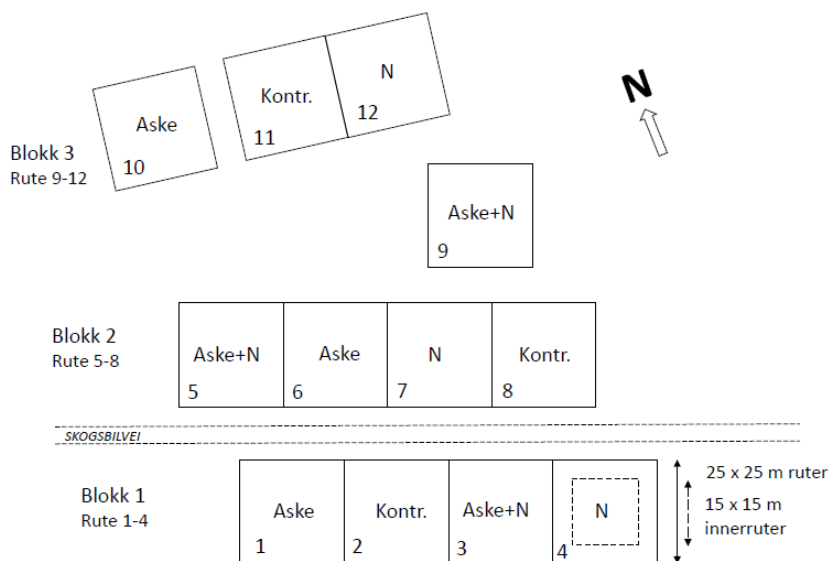 N
Blokk 3
Rute 9-12
Aske
10
Kontr.
11
N
12
Aske+N
9
Blokk 2
Rute 5-8
Aske+N
5
Aske
6
N
7
Kontr.
8
SKOGSBILVEI
Blokk 1
Rute 1-4
Aske
1
Kontr.
2
Aske+N
3
N
4
25 x 25 m ruter
15 x 15 m
innerruter